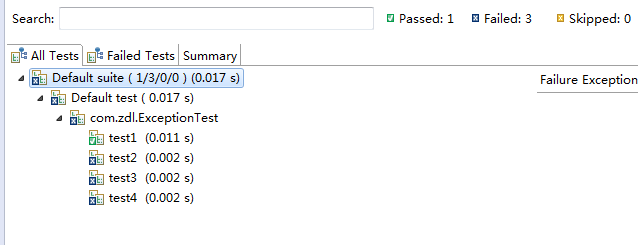 Search: Passed: 1 Failed: 3 Skipped: 0
All Tests Failed Tests Summary
Default suite ( 1/3/0/0 ) (0.017 s)
Failure Exception
Default test ( 0.017 s)
com.zdl.ExceptionTest
test1 (0.011 s)
test2 (0.002 s)
test3 (0.002 s)
test4 (0.002 s)